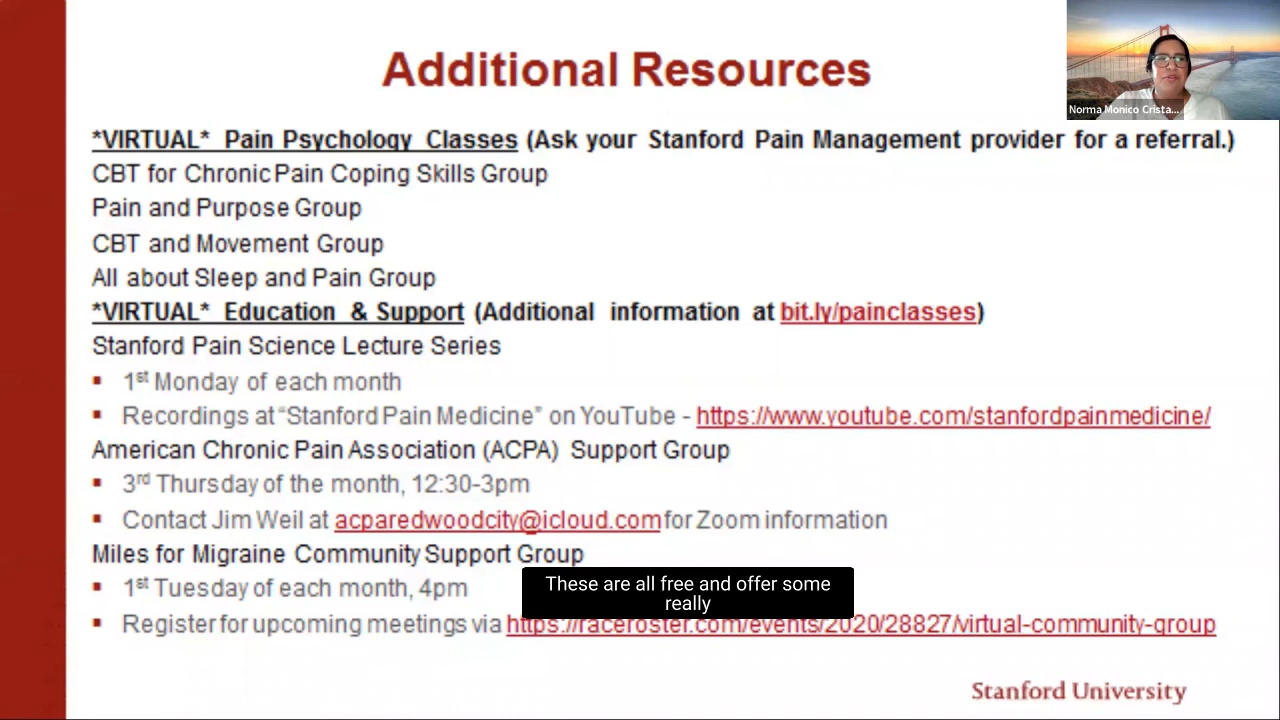 Additional Resources
Norma Monico Crista...
*VIRTUAL* Pain Psychology Classes (Ask your Stanford Pain Management provider for a referral.)
CBT for Chronic Pain Coping Skills Group
Pain and Purpose Group
CBT and Movement Group
All about Sleep and Pain Group
*VIRTUAL* Education & Support (Additional information at bit.ly/painclasses)
Stanford Pain Science Lecture Series
▪ 1st Monday of each month
▪ Recordings at “Stanford Pain Medicine” on YouTube - https://www.youtube.com/stanfordpainmedicine/
American Chronic Pain Association (ACPA) Support Group
▪ 3rd Thursday of the month, 12:30-3pm
▪ Contact Jim Weil at acparedwoodcity@icloud.com for Zoom information
Miles for Migraine Community Support Group
▪ 1st Tuesday of each month, 4pm
These are all free and offer some
really
▪ Register for upcoming meetings via https://raceroster.com/events/2020/28827/virtual-community-group
Stanford University